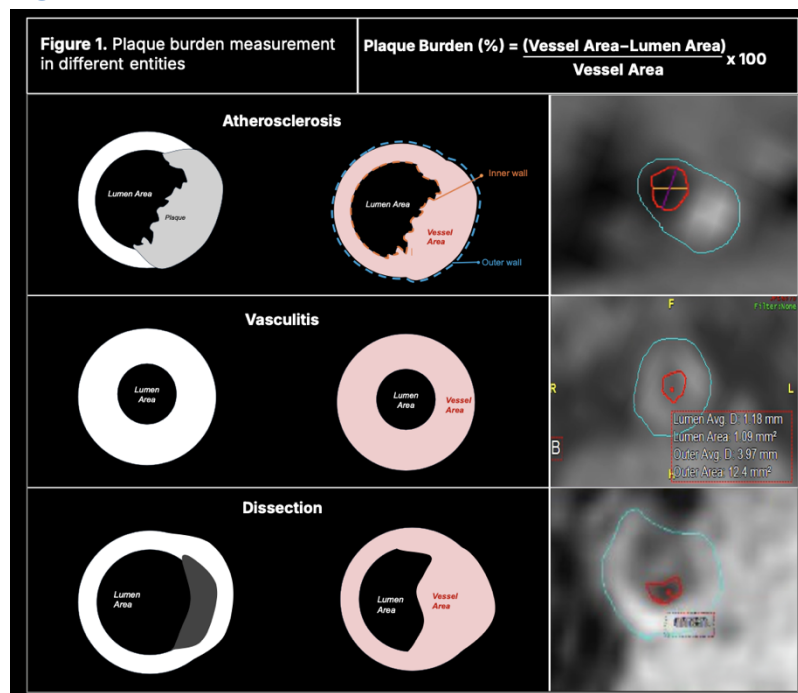 Figure 1. Plaque burden measurement
in different entities
Plaque Burden (%) = (Vessel Area–Lumen Area)
Vessel Area
x 100
Atherosclerosis
Lumen Area
Plaque
Lumen Area
Vessel
Area
Inner wall
Outer wall
Vasculitis
Lumen
Area
Lumen
Area
Vessel
Area
F
R
L
B
H
Lumen Avg. D: 1.18 mm
Lumen Area: 1.09 mm²
Outer Avg. D: 3.97 mm
Outer Area: 12.4 mm²
Dissection
Lumen
Area
Lumen
Area
Vessel
Area